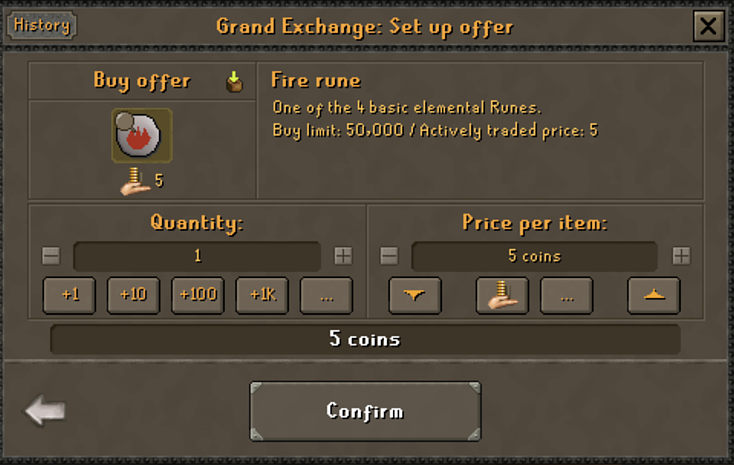 History
Grand Exchange: Set up offer
Buy offer
Fire rune
One of the 4 basic elemental Runes.
Buy limit: 50,000 / Actively traded price: 5
5
Quantity:
Price per item:
1
5 coins
+1
+10
+100
+1K
...
...
5 coins
Confirm